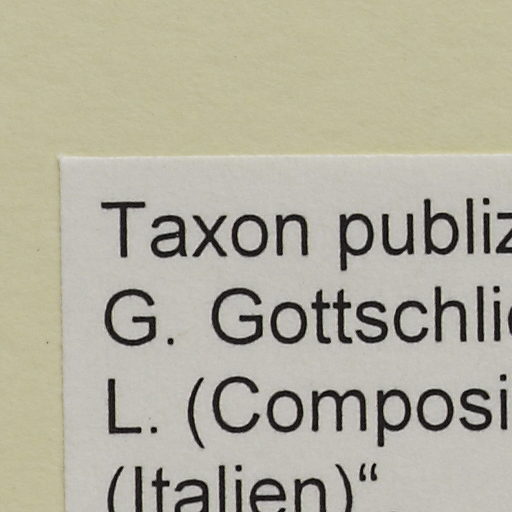 Taxon publiz
G. Gottschli
L. (Composi
(Italien)“